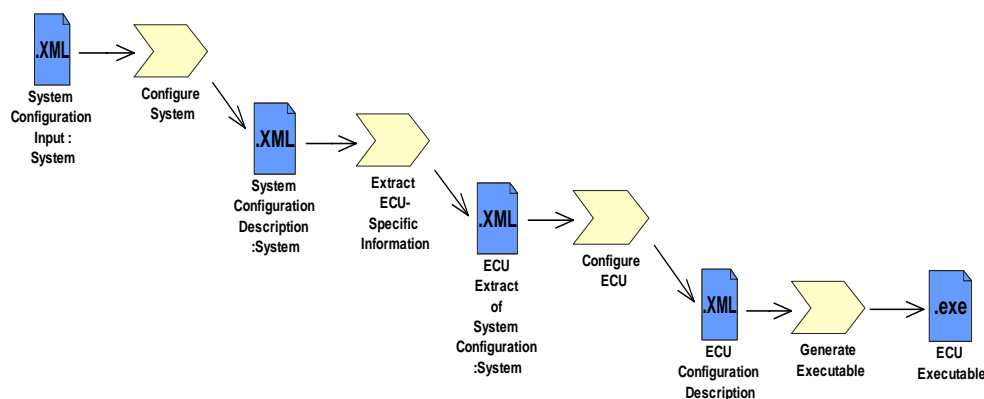 .XML
System
Configuration
Input :
System
Configure
System
.XML
System
Configuration
Description
:System
Extract
ECU-
Specific
Information
.XML
ECU
Extract
of
System
Configuration
:System
Configure
ECU
.XML
ECU
Configuration
Description
Generate
Executable
.exe
ECU
Executable